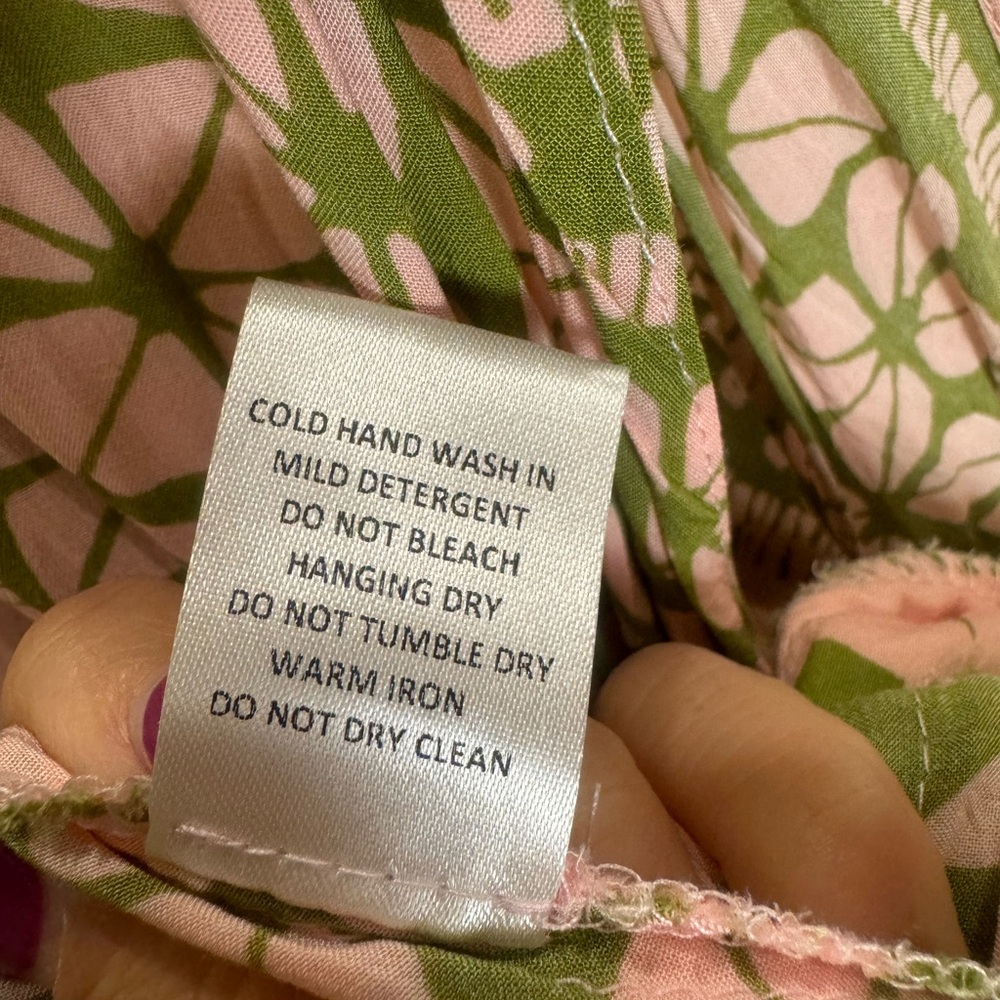 COLD HAND WASH IN
MILD DETERGENT
DO NOT BLEACH
HANGING DRY
DO NOT TUMBLE DRY
WARM IRON
DO NOT DRY CLEAN